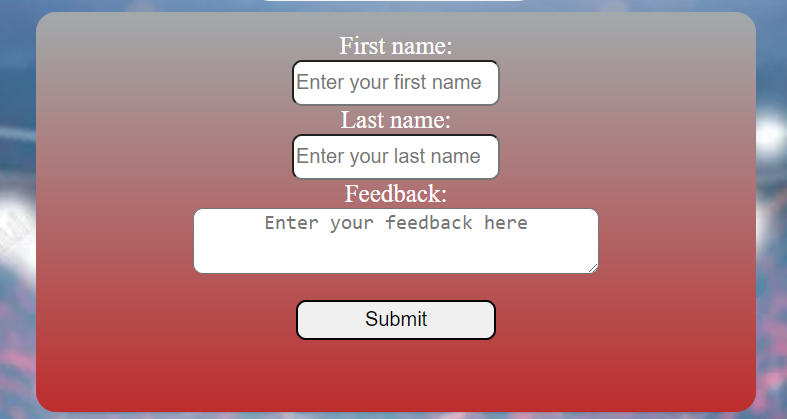 First name:
Enter your first name
Last name:
Enter your last name
Feedback:
Enter your feedback here
Submit